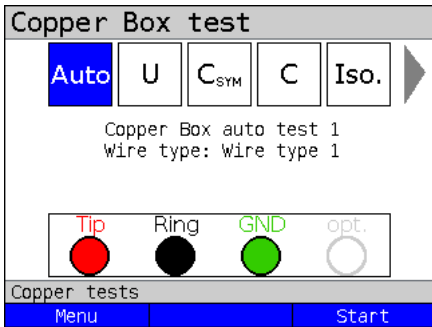 Copper Box test
Auto U CSYM C Iso.
Copper Box auto test 1
Wire type: Wire type 1
Tip Ring GND opt.
Copper tests
Menu Start